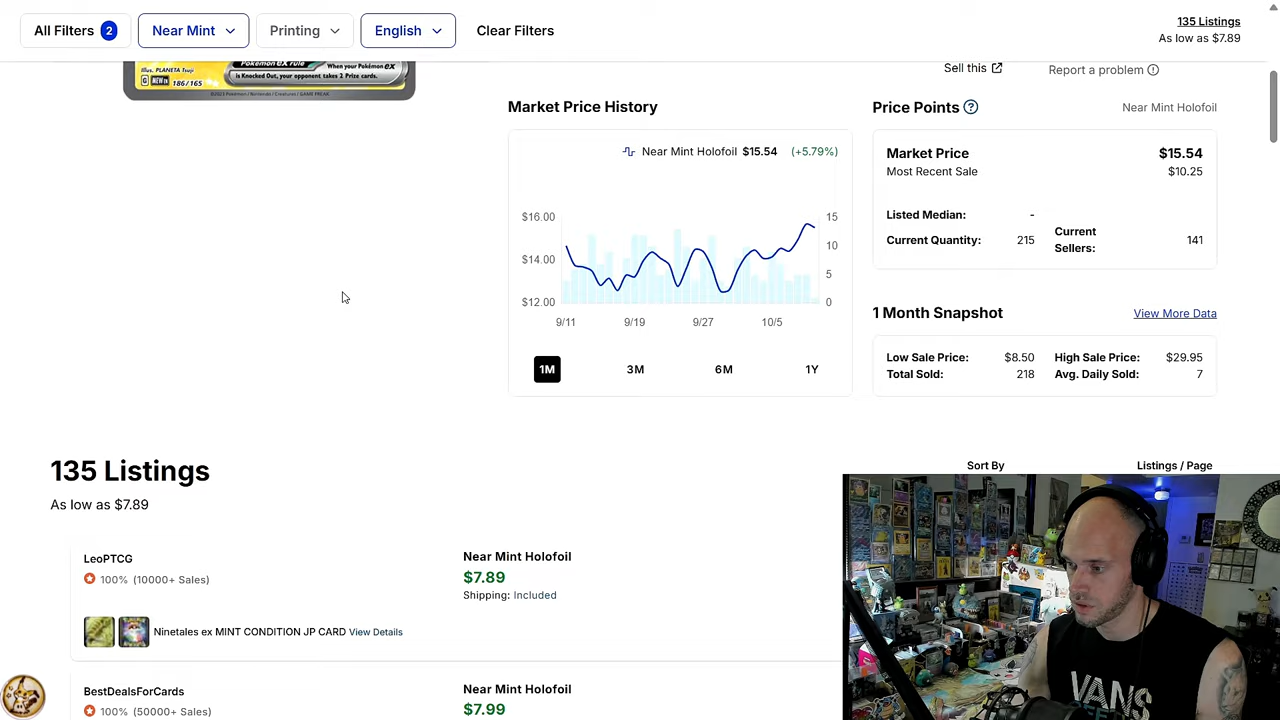 All Filters 2 Near Mint Printing English Clear Filters
135 Listings
As low as $7.89
Illus. PLANETA Tsuji
Pokémon ex rule
When your Pokémon ex
is Knocked Out, your opponent takes 2 Prize cards.
186/165
Sell this
Report a problem
Market Price History
Near Mint Holofoil $15.54 (+5.79%)
$16.00 15
10
$14.00
5
$12.00 0
9/11 9/19 9/27 10/5
1M 3M 6M 1Y
Price Points
Near Mint Holofoil
Market Price $15.54
Most Recent Sale $10.25
Listed Median: -
Current Quantity: 215
Current Sellers: 141
1 Month Snapshot View More Data
Low Sale Price: $8.50 High Sale Price: $29.95
Total Sold: 218 Avg. Daily Sold: 7
135 Listings
As low as $7.89
Sort By
Listings / Page
LeoPTCG
100% (10000+ Sales)
Near Mint Holofoil
$7.89
Shipping: Included
Ninetales ex MINT CONDITION JP CARD View Details
BestDealsForCards
100% (50000+ Sales)
Near Mint Holofoil
$7.99
VANS